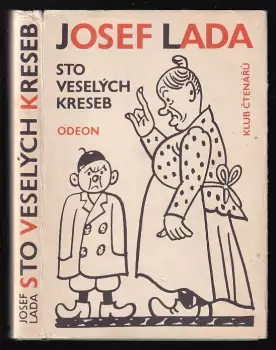 JOSEF LADA
STO
VESELÝCH
KRESEB
ODEON
KLUB ČTENÁŘŮ
JOSEF
LADA
STO VESELÝCH KRESEB